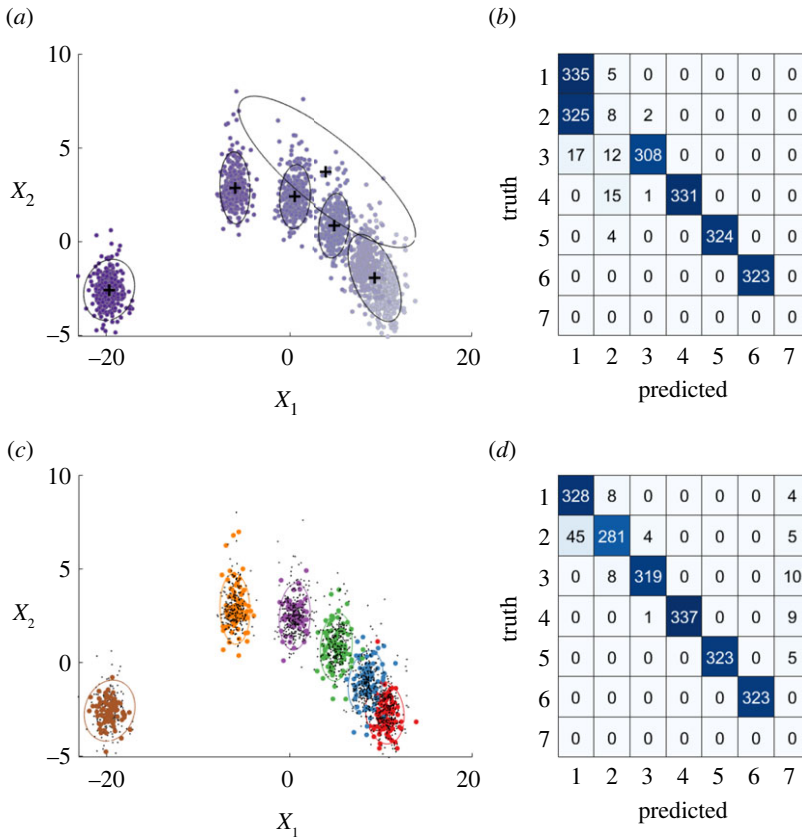 (a)
10
5
0
–5
X2
–20
0
20
X1
(b)
truth
1 335 5 0 0 0 0 0
2 325 8 2 0 0 0 0
3 17 12 308 0 0 0 0
4 0 15 1 331 0 0 0
5 0 4 0 0 324 0 0
6 0 0 0 0 0 323 0
7 0 0 0 0 0 0 0
1 2 3 4 5 6 7
predicted
(c)
10
5
0
–5
X2
–20
0
20
X1
(d)
truth
1 328 8 0 0 0 0 4
2 45 281 4 0 0 0 5
3 0 8 319 0 0 0 10
4 0 0 1 337 0 0 9
5 0 0 0 0 323 0 5
6 0 0 0 0 0 323 0
7 0 0 0 0 0 0 0
1 2 3 4 5 6 7
predicted